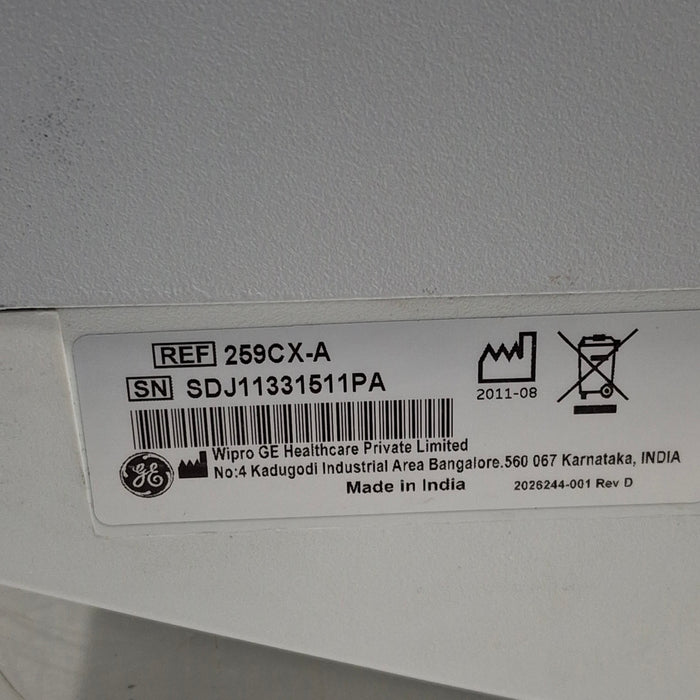 REF 259CX-A
SN SDJ11331511PA
2011-08
Wipro GE Healthcare Private Limited
No:4 Kadugodi Industrial Area Bangalore.560 067 Karnataka, INDIA
GE
Made in India
2026244-001 Rev D